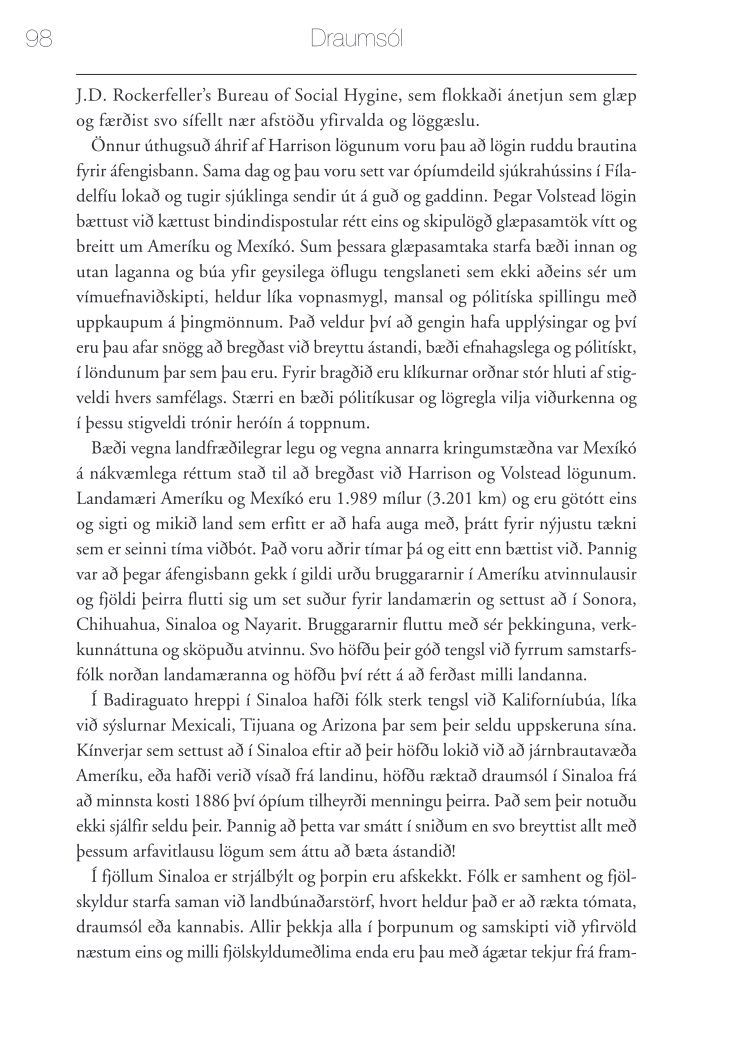 98
Draumsól
J.D. Rockerfeller’s Bureau of Social Hygine, sem flokkaði ánetjun sem glæp
og færðist svo sífellt nær afstöðu yfirvalda og löggæslu.
Önnur úthugsuð áhrif af Harrison lögunum voru þau að lögin ruddu brautina
fyrir áfengisbann. Sama dag og þau voru sett var ópíumdeild sjúkrahússins í Fíla-
delfíu lokað og tugir sjúklinga sendir út á guð og gaddinn. Þegar Volstead lögin
bættust við kættust bindindispostular rétt eins og skipulögð glæpasamtök vítt og
breitt um Ameríku og Mexíkó. Sum þessara glæpasamtaka starfa bæði innan og
utan laganna og búa yfir geysilega öflugu tengslaneti sem ekki aðeins sér um
vímuefnaviðskipti, heldur líka vopnasmygl, mansal og pólitíska spillingu með
uppkaupum á þingmönnum. Það veldur því að gengin hafa upplýsingar og því
eru þau afar snögg að bregðast við breyttu ástandi, bæði efnahagslega og pólitískt,
í löndunum þar sem þau eru. Fyrir bragðið eru klíkurnar orðnar stór hluti af stig-
veldi hvers samfélags. Stærri en bæði pólitíkusar og lögregla vilja viðurkenna og
í þessu stigveldi trónir heróín á toppnum.
Bæði vegna landfræðilegrar legu og vegna annarra kringumstæðna var Mexíkó
á nákvæmlega réttum stað til að bregðast við Harrison og Volstead lögunum.
Landamæri Ameríku og Mexíkó eru 1.989 mílur (3.201 km) og eru götótt eins
og sigti og mikið land sem erfitt er að hafa auga með, þrátt fyrir nýjustu tækni
sem er seinni tíma viðbót. Það voru aðrir tímar þá og eitt enn bættist við. Þannig
var að þegar áfengisbann gekk í gildi urðu bruggararnir í Ameríku atvinnulausir
og fjöldi þeirra flutti sig um set suður fyrir landamærin og settust að í Sonora,
Chihuahua, Sinaloa og Nayarit. Bruggararnir fluttu með sér þekkinguna, verk-
kunnáttuna og sköpuðu atvinnu. Svo höfðu þeir góð tengsl við fyrrum samstarfs-
fólk norðan landamæranna og höfðu því rétt á að ferðast milli landanna.
Í Badiraguato hreppi í Sinaloa hafði fólk sterk tengsl við Kaliforníubúa, líka
við sýslurnar Mexicali, Tijuana og Arizona þar sem þeir seldu uppskeruna sína.
Kínverjar sem settust að í Sinaloa eftir að þeir höfðu lokið við að járnbrautavæða
Ameríku, eða hafði verið vísað frá landinu, höfðu ræktað draumsól í Sinaloa frá
að minnsta kosti 1886 því ópíum tilheyrði menningu þeirra. Það sem þeir notuðu
ekki sjálfir seldu þeir. Þannig að þetta var smátt í sniðum en svo breyttist allt með
þessum arfavitlausu lögum sem áttu að bæta ástandið!
Í fjöllum Sinaloa er strjálbýlt og þorpin eru afskekkt. Fólk er samhent og fjöl-
skyldur starfa saman við landbúnaðarstörf, hvort heldur það er að rækta tómata,
draumsól eða kannabis. Allir þekkja alla í þorpunum og samskipti við yfirvöld
næstum eins og milli fjölskyldumeðlima enda eru þau með ágætar tekjur frá fram-